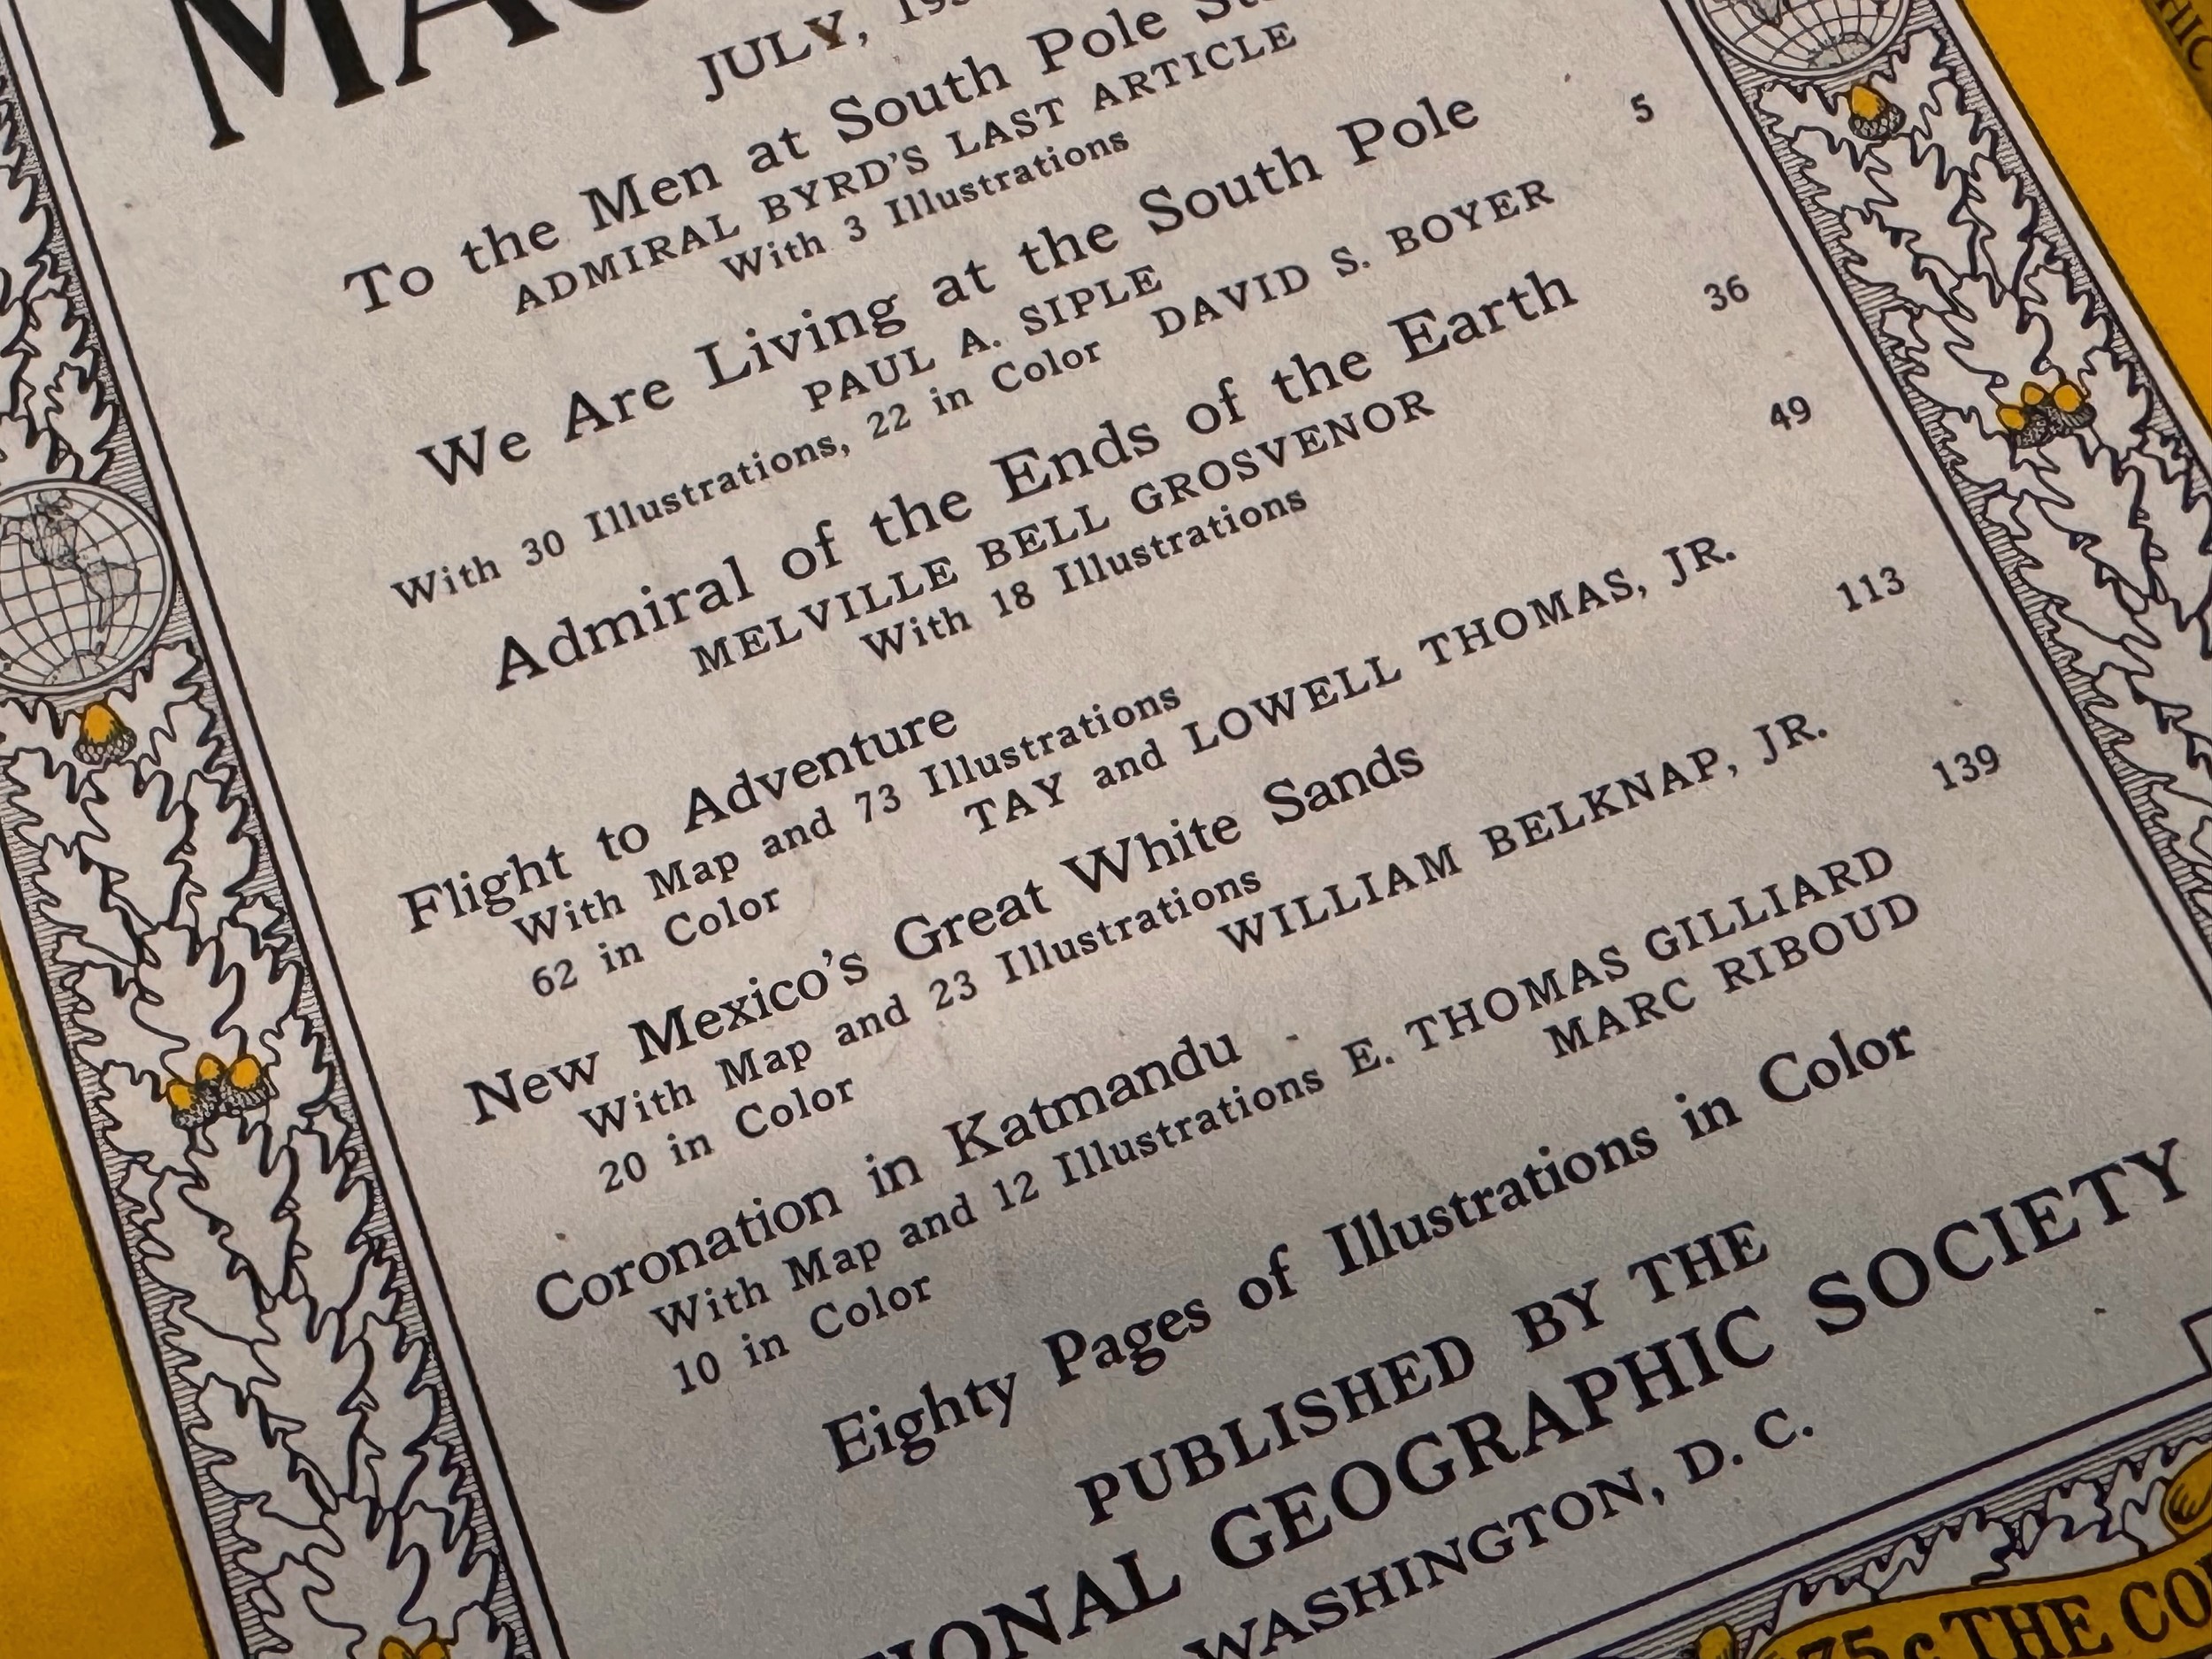 JULY, 195
To the Men at South Pole
ADMIRAL BYRD'S LAST ARTICLE
With 3 Illustrations
We Are Living at the South Pole 5
PAUL A. SIPLE DAVID S. BOYER
With 30 Illustrations, 22 in Color
Admiral of the Ends of the Earth 36
MELVILLE BELL GROSVENOR
With 18 Illustrations
49
Flight to Adventure
With Map and 73 Illustrations
62 in Color
TAY and LOWELL THOMAS, JR.
113
New Mexico's Great White Sands
With Map and 23 Illustrations
20 in Color
WILLIAM BELKNAP, JR.
139
Coronation in Katmandu
With Map and 12 Illustrations
10 in Color
E. THOMAS GILLIARD
MARC RIBOUD
Eighty Pages of Illustrations in Color
PUBLISHED BY THE
IONAL GEOGRAPHIC SOCIETY
WASHINGTON, D. C.
75c THE CO